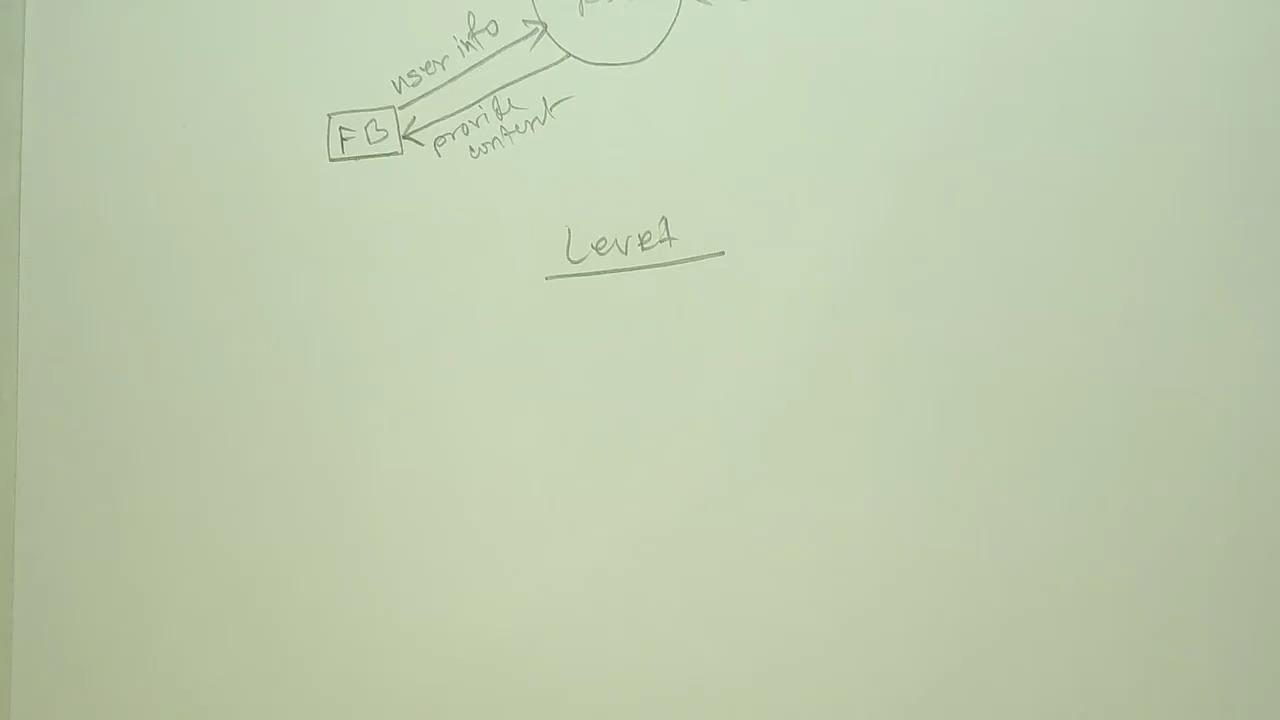 user info
FB
provide
content
Level